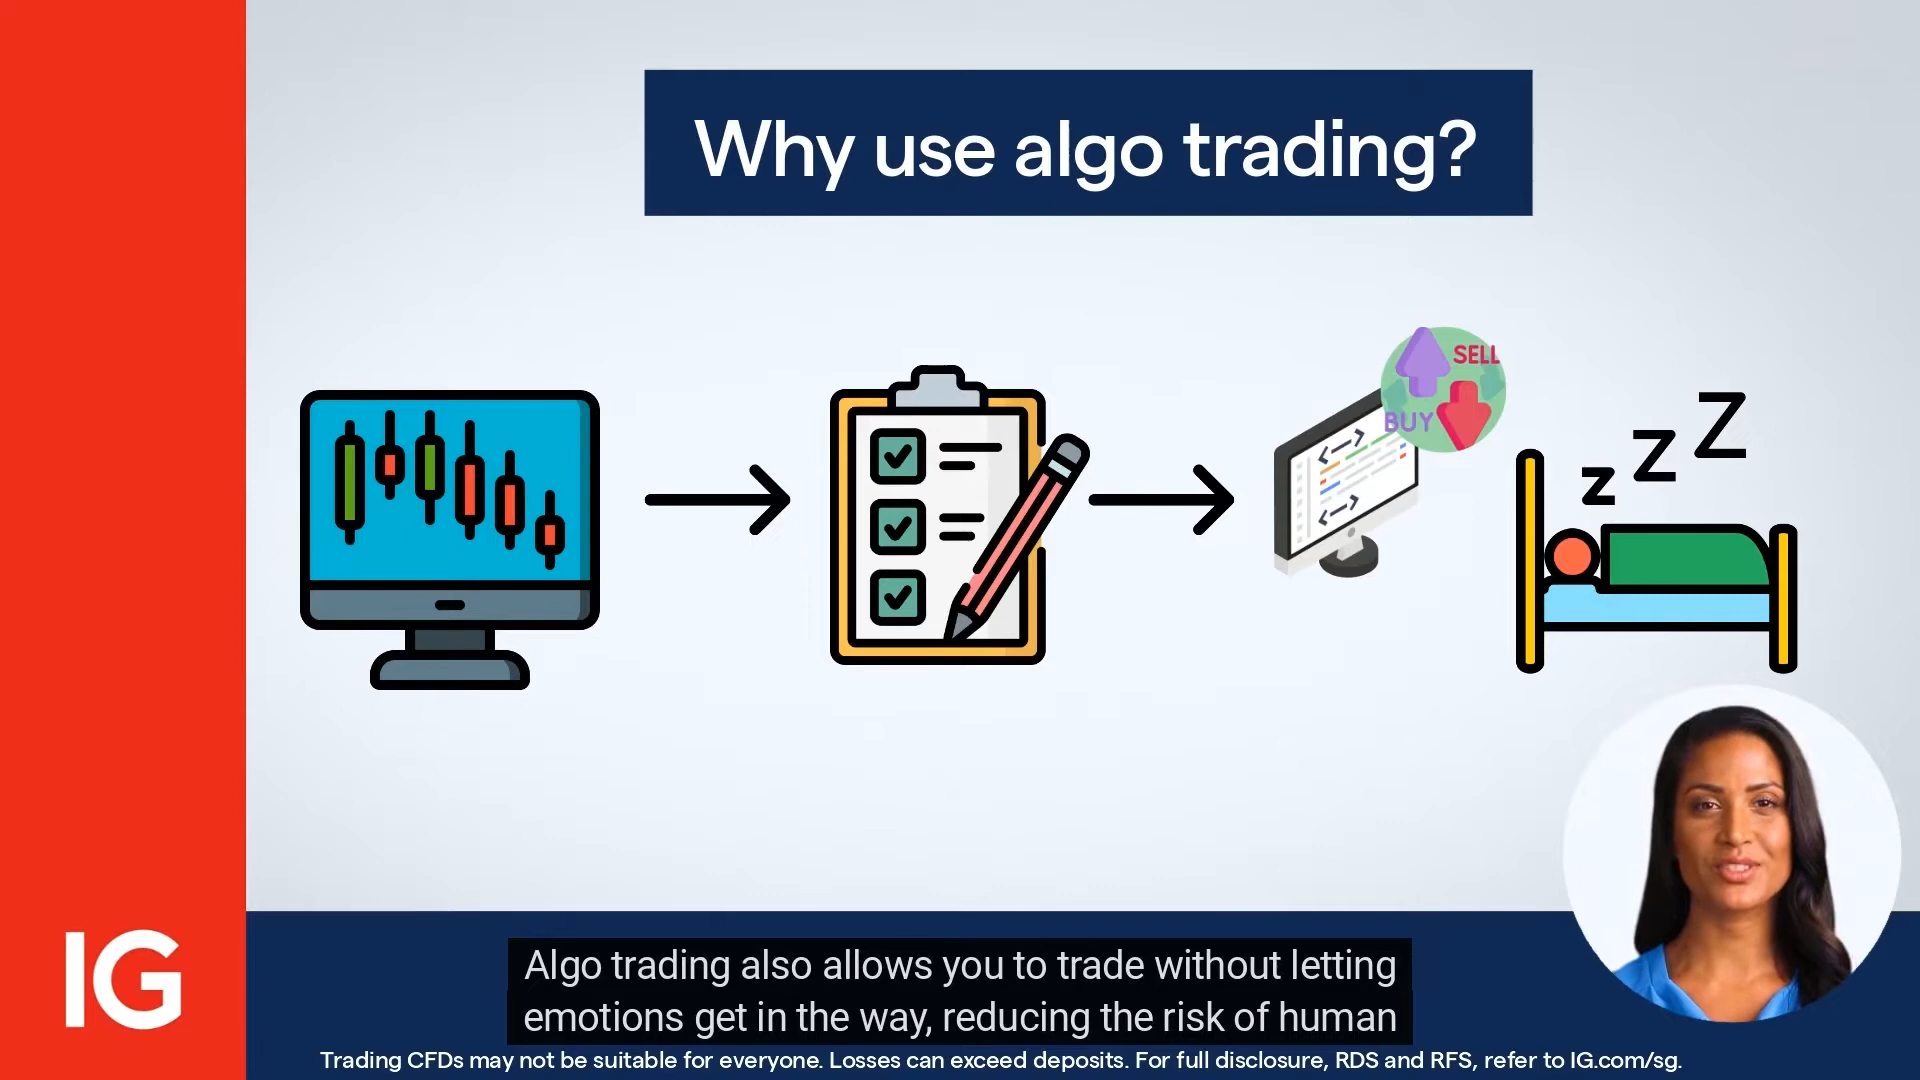 Why use algo trading?
SELL
BUY
z Z Z
IG
Algo trading also allows you to trade without letting
emotions get in the way, reducing the risk of human
Trading CFDs may not be suitable for everyone. Losses can exceed deposits. For full disclosure, RDS and RFS, refer to IG.com/sg.